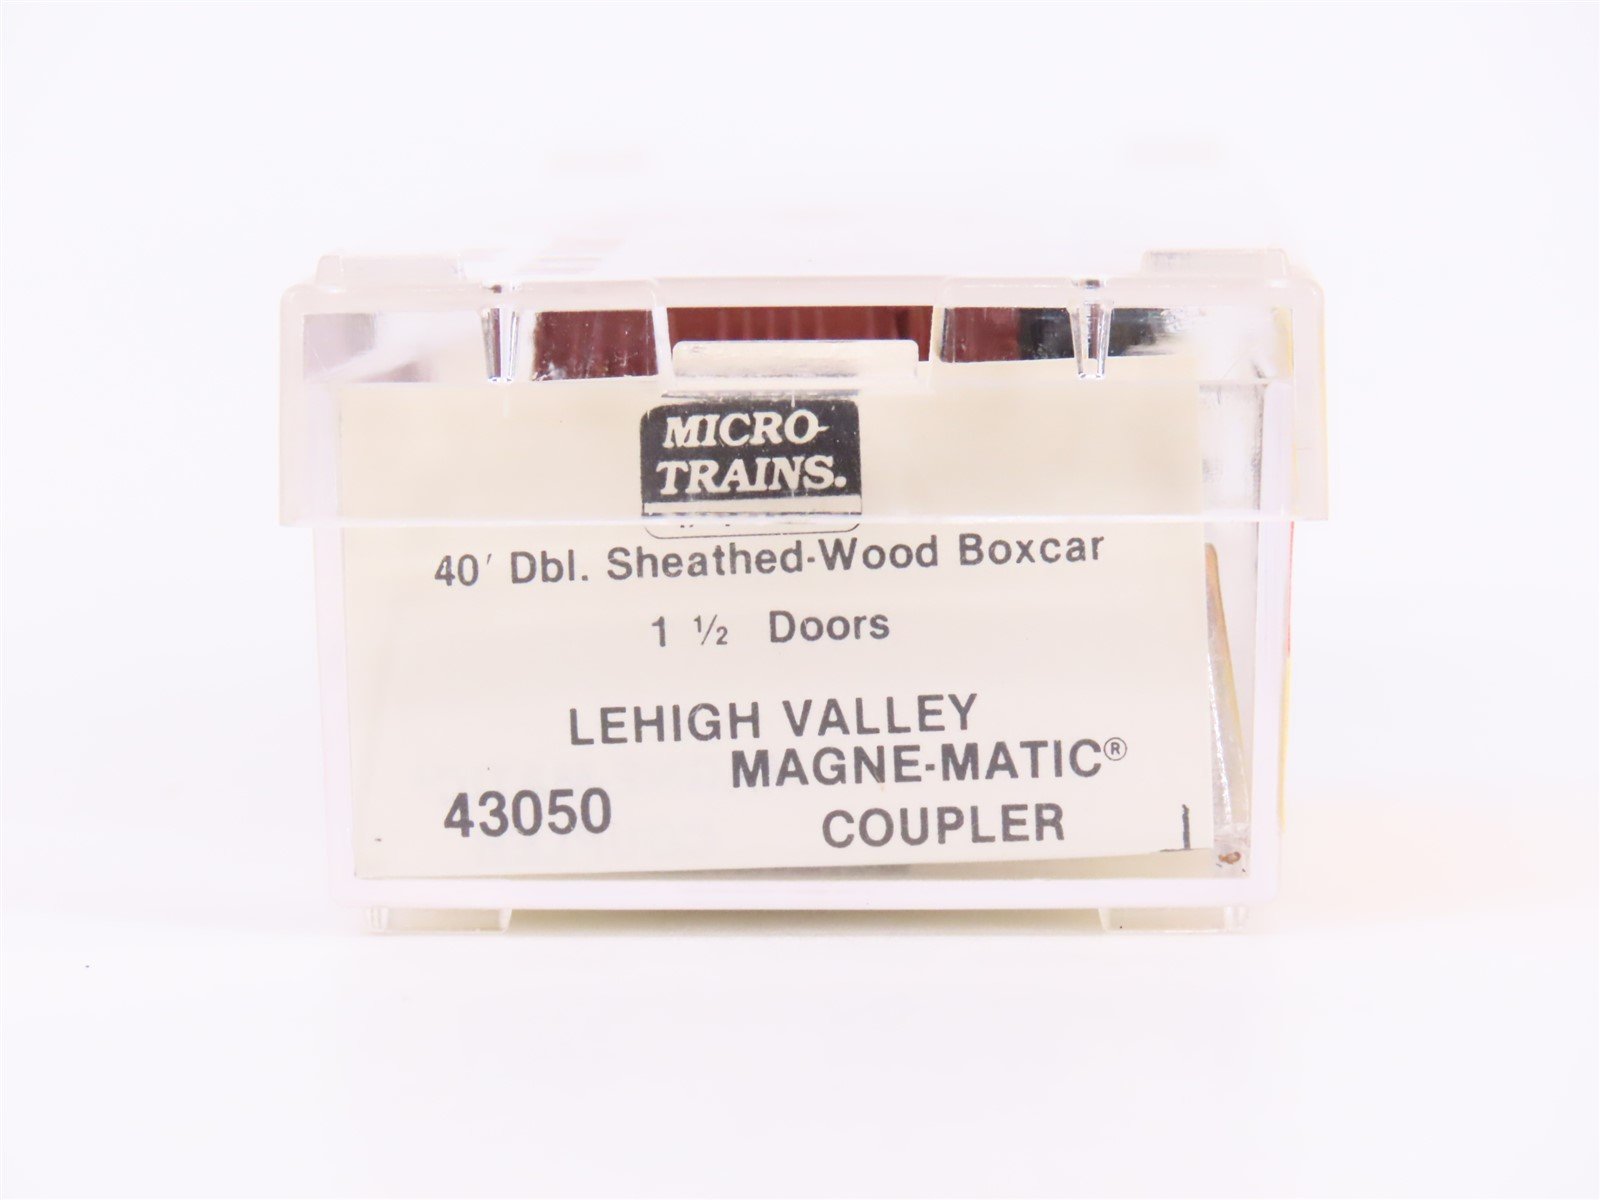 MICRO-
TRAINS.
40' Dbl. Sheathed-Wood Boxcar
1 ½ Doors
LEHIGH VALLEY
MAGNE-MATIC®
43050 COUPLER